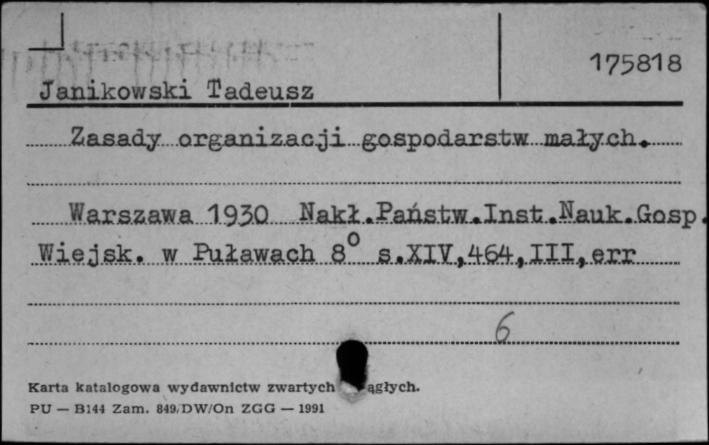 175818
Janikowski Tadeusz
Zasady organizacji gospodarstw małych.
Warszawa 1930 Nakł.Państw.Inst.Nauk.Gosp.
Wiejsk. w Puławach 8° s.XIV,464,III,err
6
Karta katalogowa wydawnictw zwartych ągłych.
PU — B144 Zam. 849/DW/On ZGG — 1991